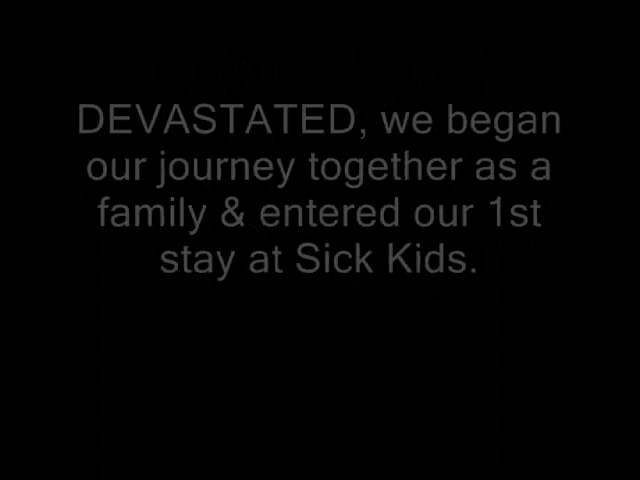 DEVASTATED, we began
our journey together as a
family & entered our 1st
stay at Sick Kids.